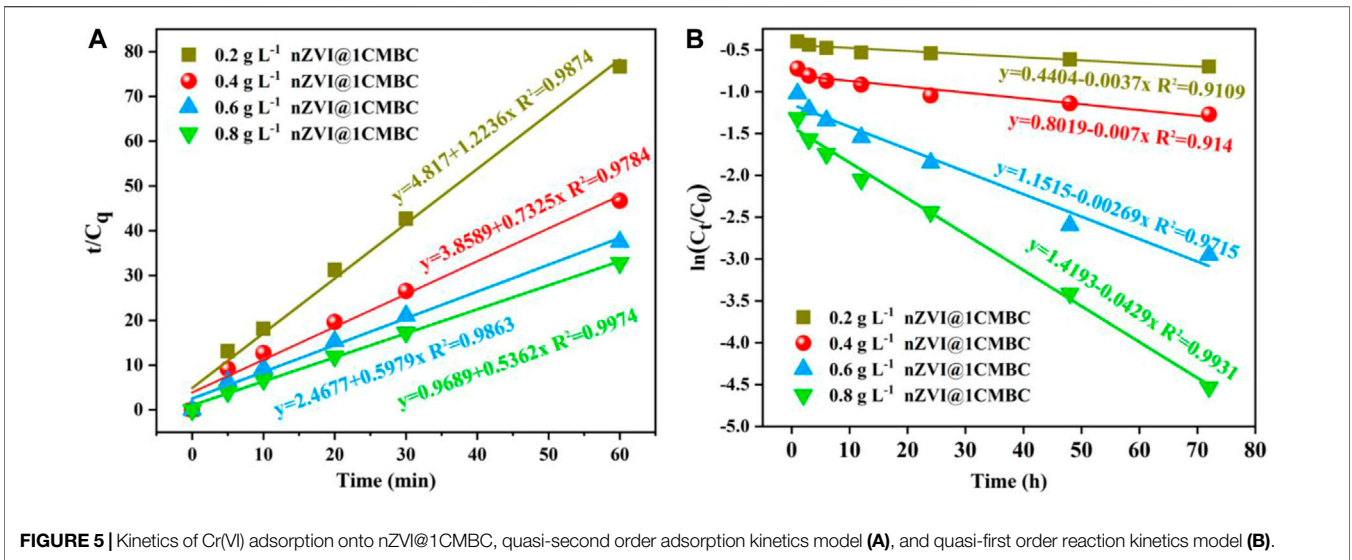 A
0.2 g L⁻¹ nZVI@1CMBC
0.4 g L⁻¹ nZVI@1CMBC
0.6 g L⁻¹ nZVI@1CMBC
0.8 g L⁻¹ nZVI@1CMBC
y=4.817+1.2236x R²=0.9874
y=3.8589+0.7325x R²=0.9784
y=2.4677+0.5979x R²=0.9863
y=0.9689+0.5362x R²=0.9974
t/Cq
80
60
40
20
0
0 10 20 30 40 50 60
Time (min)
B
y=0.4404-0.0037x R²=0.9109
y=0.8019-0.007x R²=0.914
y=1.1515-0.00269x R²=0.9715
y=1.4193-0.0429x R²=0.9931
0.2 g L⁻¹ nZVI@1CMBC
0.4 g L⁻¹ nZVI@1CMBC
0.6 g L⁻¹ nZVI@1CMBC
0.8 g L⁻¹ nZVI@1CMBC
ln(Ct/C0)
-0.5
-1.0
-1.5
-2.0
-2.5
-3.0
-3.5
-4.0
-4.5
-5.0
0 10 20 30 40 50 60 70 80
Time (h)
FIGURE 5 | Kinetics of Cr(VI) adsorption onto nZVI@1CMBC, quasi-second order adsorption kinetics model (A), and quasi-first order reaction kinetics model (B).